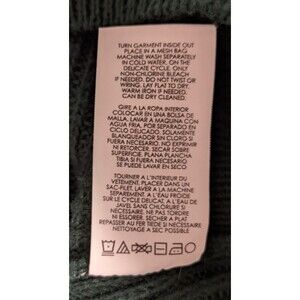 TURN GARMENT INSIDE OUT
PLACE IN A MESH BAG
MACHINE WASH SEPARATELY
IN COLD WATER. ON THE
DELICATE CYCLE. ONLY
NON-CHLORINE BLEACH
IF NEEDED. DO NOT TWIST OR
WRING. LAY FLAT TO DRY.
WARM IRON IF NEEDED.
CAN BE DRY CLEANED.
GIRE A LA ROPA INTERIOR
COLOCAR EN UNA BOLSA DE
MALLA, LAVAR A MAQUINA CON
AGUA FRIA, POR SEPARADO EN
CICLO DELICADO. SOLAMENTE
BLANQUEADOR SIN CLORO SI
FUERA NECESARIO. NO EXPRIMIR
NI RETORCER. SECAR SOBRE
SUPERFICIE. PLANA PLANCHA
TIBIA SI FUERA NECESARIO
SE PUEDE LAVAR EN SECO
TOURNER A L'INTERIEUR DU
VETEMENT. PLACER DANS UN
SAC-FILET. LAVER A LA MACHINE
SEPAREMENT. A L'EAU FRAICHE
SUR LE CYCLE DELICAT. A L'EAU DE
JAVEL SANS CHLORURE SI
NECESSAIRE. NE PAS TORDRE
NI ESSORER. SECHER A PLAT
REPASSER AU FER TIEDE SI NECESSAIRE
NETTOYAGE A SEC POSSIBLE